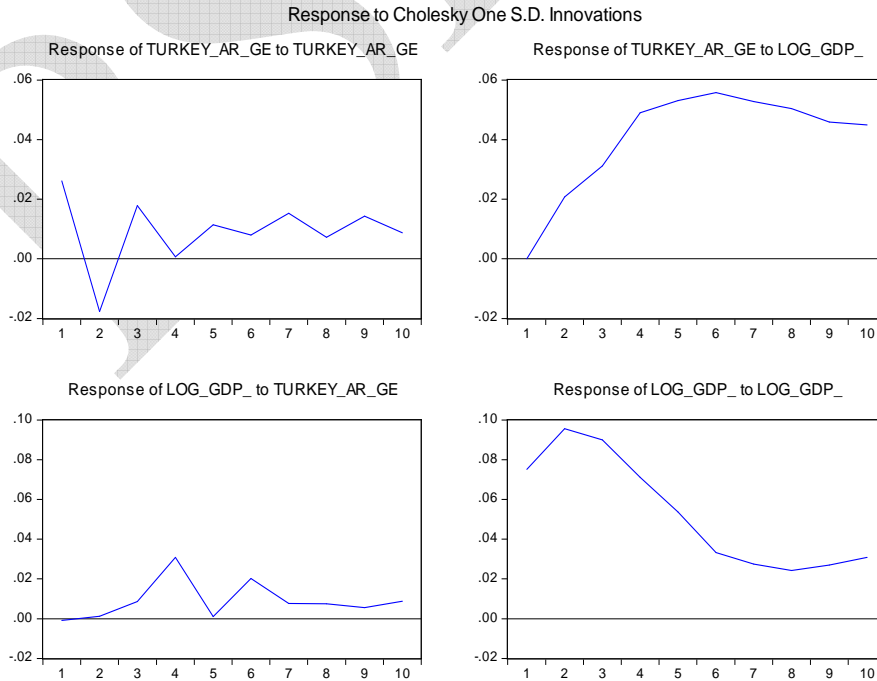 Response to Cholesky One S.D. Innovations
Response of TURKEY_AR_GE to TURKEY_AR_GE
.06
.04
.02
.00
-.02
1 2 3 4 5 6 7 8 9 10
Response of TURKEY_AR_GE to LOG_GDP_
.06
.04
.02
.00
-.02
1 2 3 4 5 6 7 8 9 10
Response of LOG_GDP_ to TURKEY_AR_GE
.10
.08
.06
.04
.02
.00
-.02
1 2 3 4 5 6 7 8 9 10
Response of LOG_GDP_ to LOG_GDP_
.10
.08
.06
.04
.02
.00
-.02
1 2 3 4 5 6 7 8 9 10